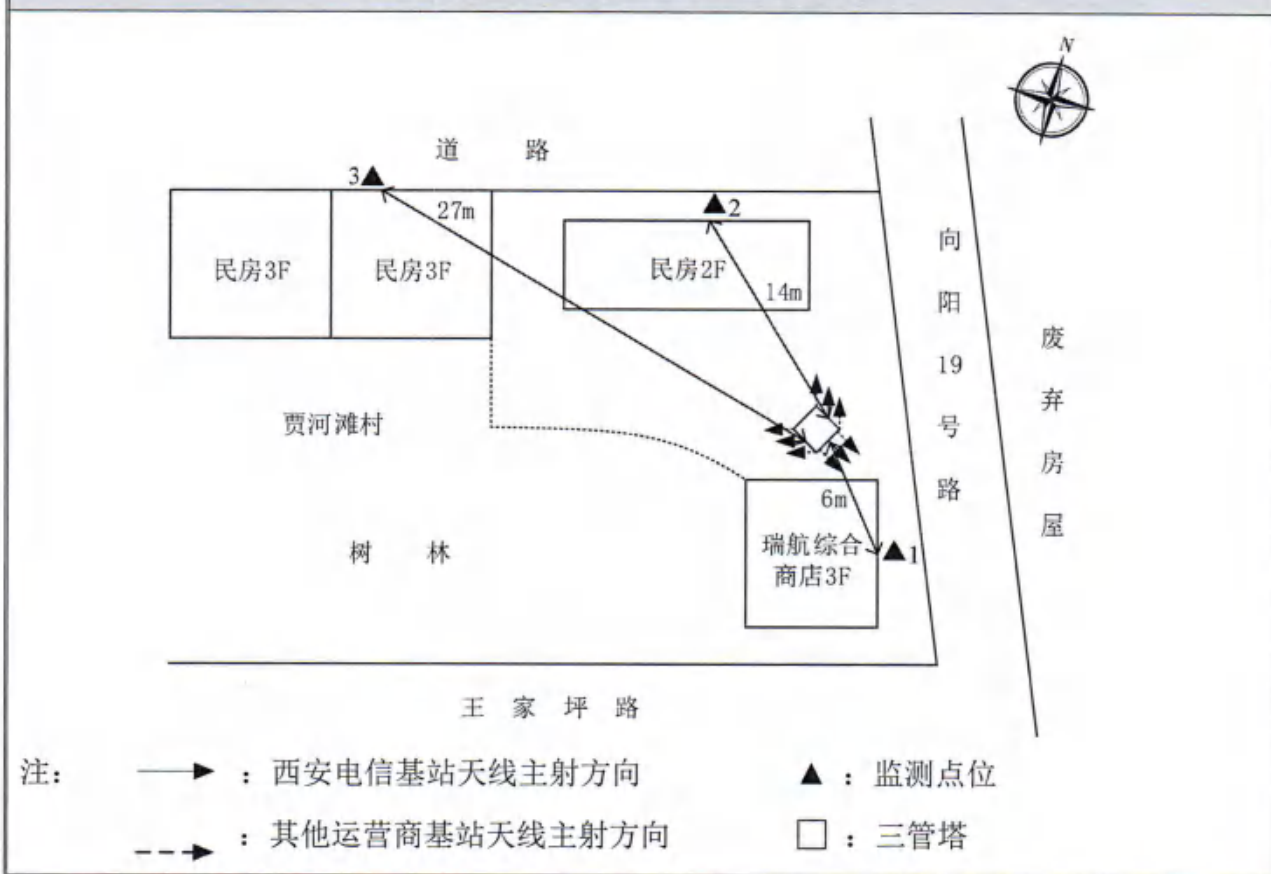 N
道 路
3
27m
2
民房3F
民房3F
民房2F
14m
向阳19号路
废弃房屋
贾河滩村
6m
树 林
瑞航综合
商店3F
1
王 家 坪 路
注：
：西安电信基站天线主射方向
：监测点位
：其他运营商基站天线主射方向
：三管塔